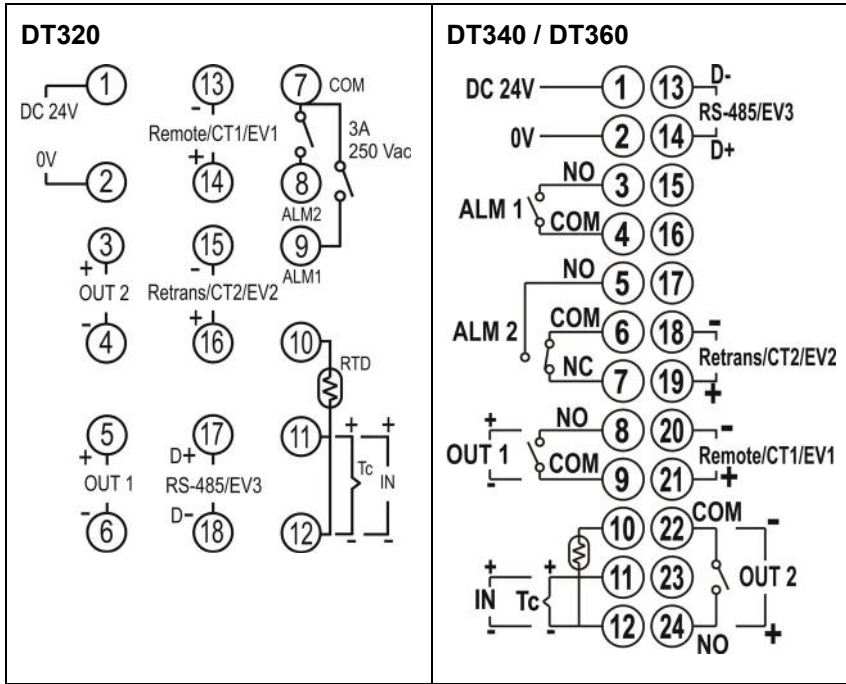 DT320
1
13
7
COM
-
DC 24V
Remote/CT1/EV1
3A
250 Vac
0V
+
2
14
8
ALM2
3
15
9
+
-
ALM1
OUT 2
Retrans/CT2/EV2
-
+
4
16
10
RTD
5
17
11
+
+
+
D+
Tc
IN
OUT 1
RS-485/EV3
-
D-
6
18
12
-
-
DT340 / DT360
DC 24V
1
13
D-
RS-485/EV3
0V
2
14
D+
NO
3
15
ALM 1
COM
4
16
NO
5
17
ALM 2
COM
6
18
-
Retrans/CT2/EV2
NC
7
19
+
+
NO
8
20
-
OUT 1
Remote/CT1/EV1
-
COM
9
21
+
10
22
COM
-
+
+
11
23
OUT 2
IN
Tc
-
-
12
24
NO
+